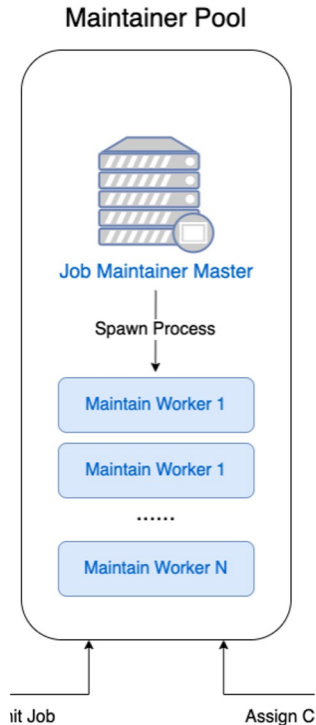 Maintainer Pool
Job Maintainer Master
Spawn Process
Maintain Worker 1
Maintain Worker 1
......
Maintain Worker N
Job
Assign